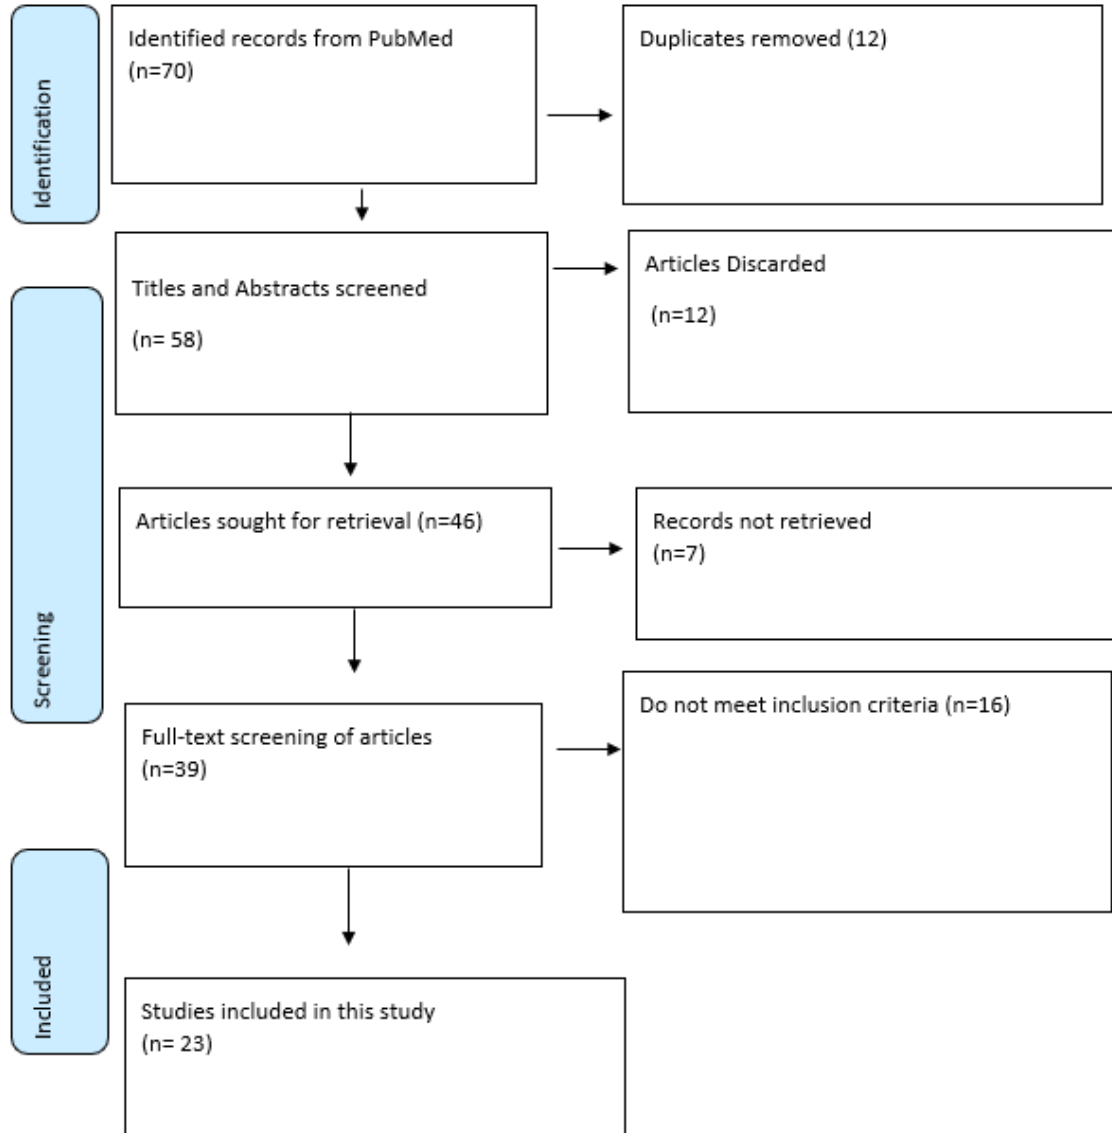 Identification
Identified records from PubMed
(n=70)
Duplicates removed (12)
Screening
Titles and Abstracts screened
(n= 58)
Articles Discarded
(n=12)
Articles sought for retrieval (n=46)
Records not retrieved
(n=7)
Full-text screening of articles
(n=39)
Do not meet inclusion criteria (n=16)
Included
Studies included in this study
(n= 23)